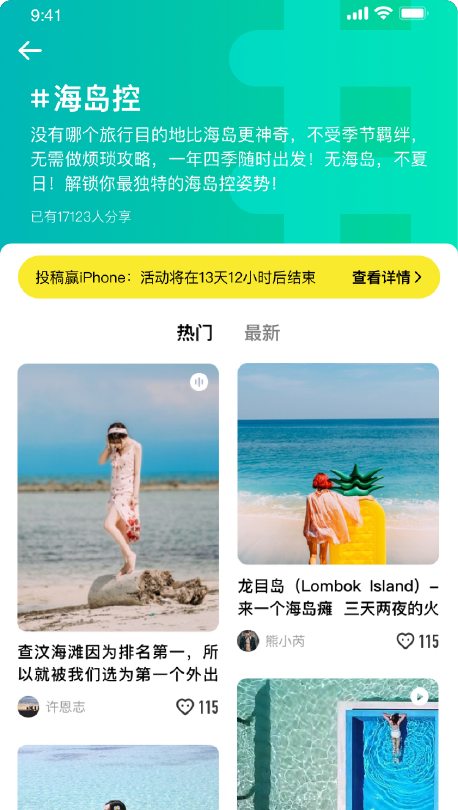 9:41
#海岛控
没有哪个旅行目的地比海岛更神奇，不受季节羁绊，
无需做烦琐攻略，一年四季随时出发！无海岛，不夏
日！解锁你最独特的海岛控姿势！
已有17123人分享
投稿赢iPhone：活动将在13天12小时后结束 查看详情
热门 最新
查汶海滩因为排名第一，所
以就被我们选为第一个外出
许恩志 115
龙目岛（Lombok Island）–
来一个海岛瘫 三天两夜的火
熊小芮 115